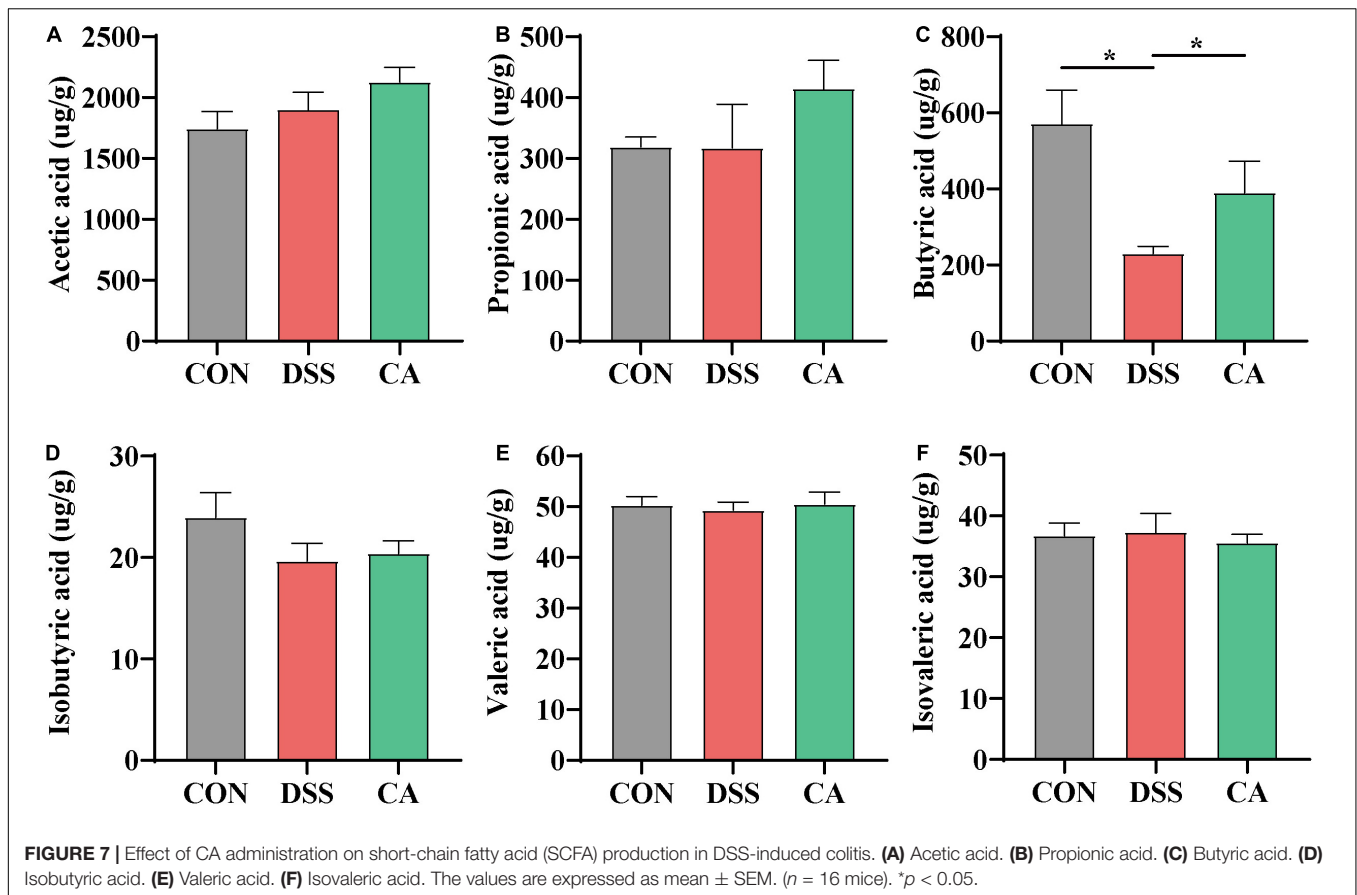 A
Acetic acid (ug/g)
2500
2000
1500
1000
500
0
CON DSS CA
B
Propionic acid (ug/g)
500
400
300
200
100
0
CON DSS CA
C
Butyric acid (ug/g)
800
600
400
200
0
* *
CON DSS CA
D
Isobutyric acid (ug/g)
30
20
10
0
CON DSS CA
E
Valeric acid (ug/g)
60
50
40
30
20
10
0
CON DSS CA
F
Isovaleric acid (ug/g)
50
40
30
20
10
0
CON DSS CA
FIGURE 7 | Effect of CA administration on short-chain fatty acid (SCFA) production in DSS-induced colitis. (A) Acetic acid. (B) Propionic acid. (C) Butyric acid. (D)
Isobutyric acid. (E) Valeric acid. (F) Isovaleric acid. The values are expressed as mean ± SEM. (n = 16 mice). *p < 0.05.